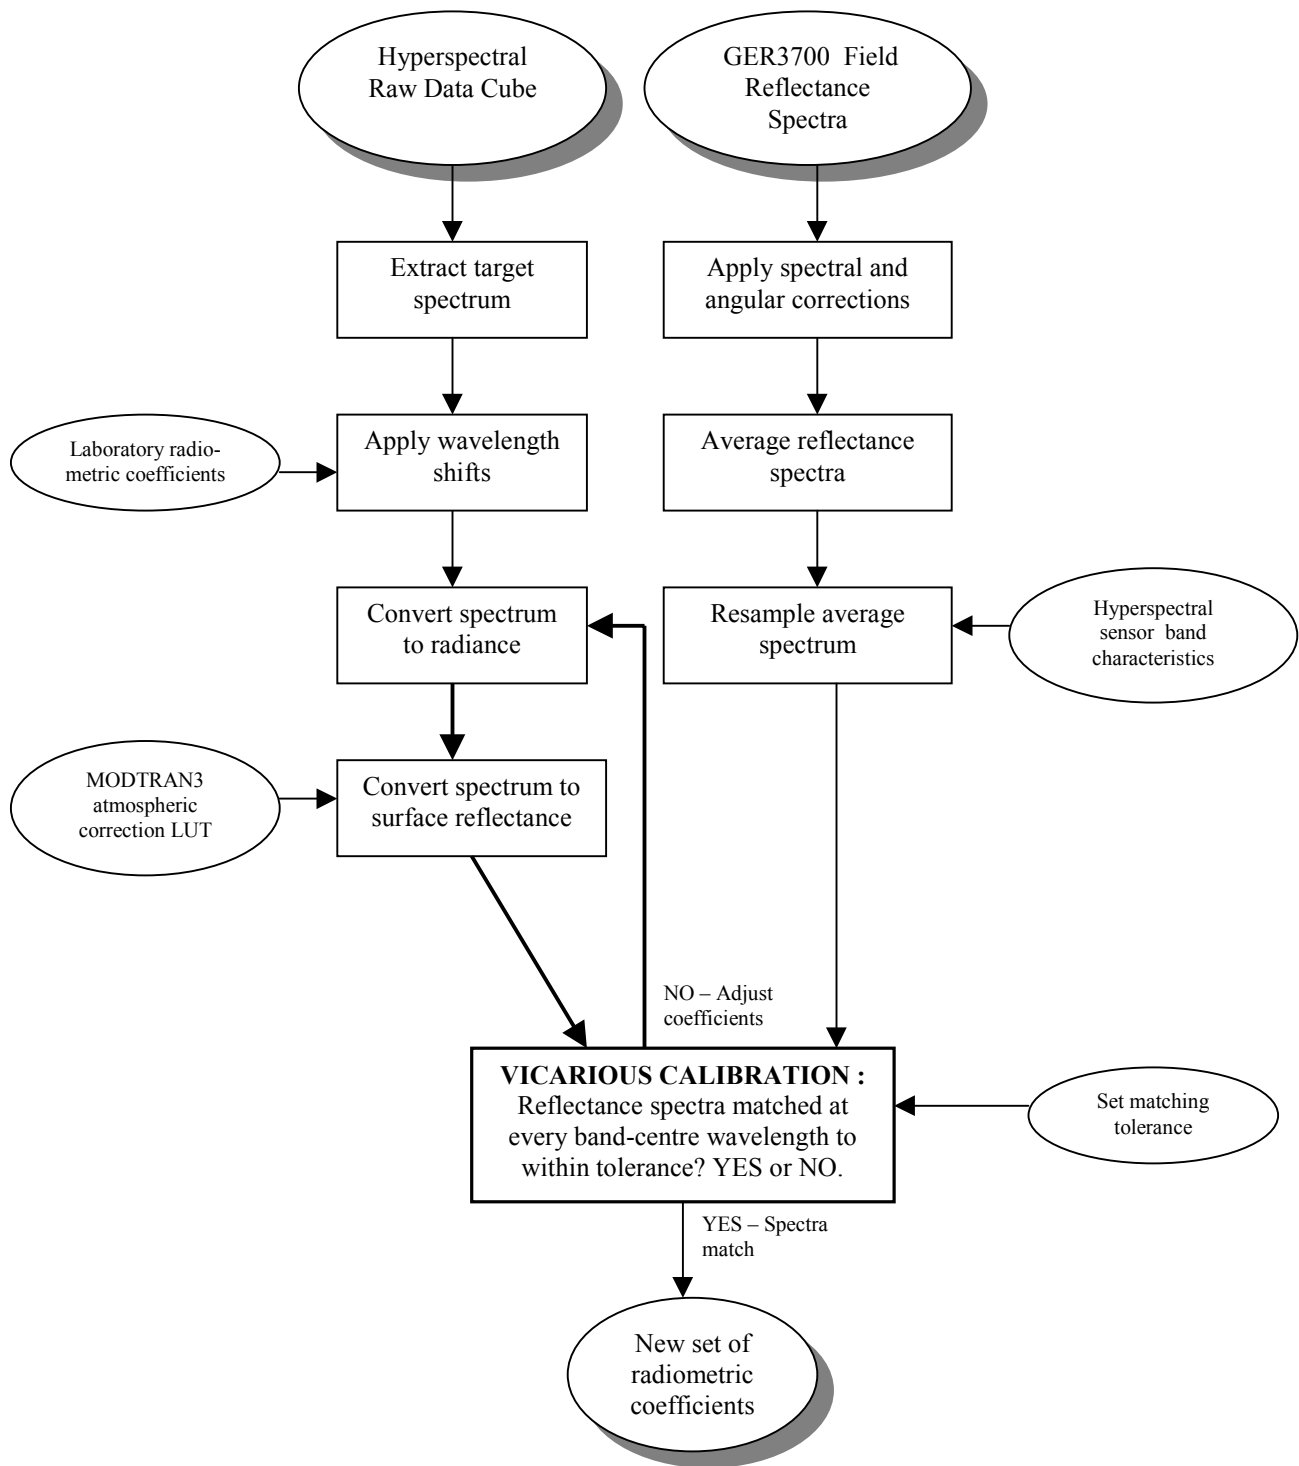 Hyperspectral
Raw Data Cube
GER3700 Field
Reflectance
Spectra
Extract target
spectrum
Apply spectral and
angular corrections
Laboratory radio-
metric coefficients
Apply wavelength
shifts
Average reflectance
spectra
Convert spectrum
to radiance
Resample average
spectrum
Hyperspectral
sensor band
characteristics
MODTRAN3
atmospheric
correction LUT
Convert spectrum to
surface reflectance
NO – Adjust
coefficients
VICARIOUS CALIBRATION :
Reflectance spectra matched at
every band-centre wavelength to
within tolerance? YES or NO.
Set matching
tolerance
YES – Spectra
match
New set of
radiometric
coefficients